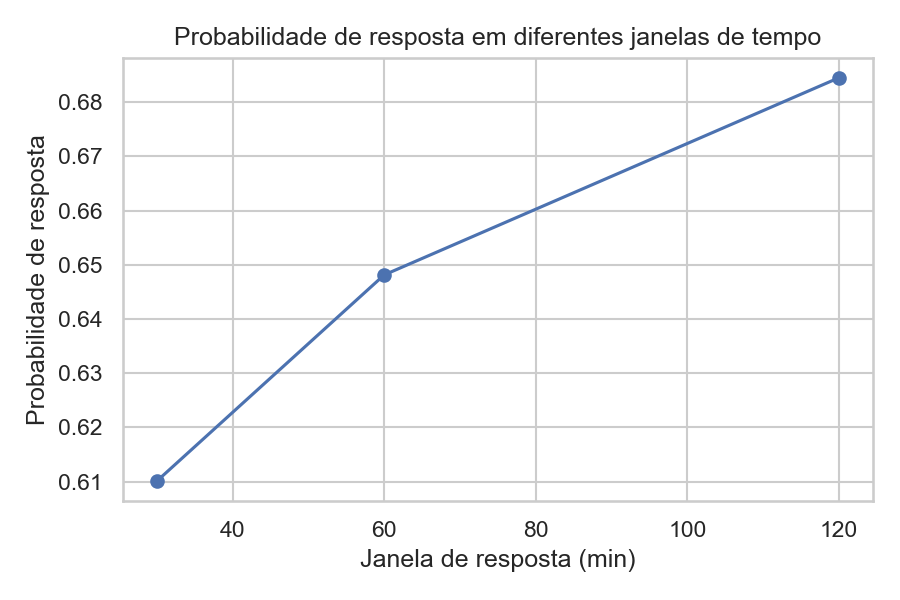 Probabilidade de resposta em diferentes janelas de tempo
Probabilidade de resposta
0.68
0.67
0.66
0.65
0.64
0.63
0.62
0.61
40 60 80 100 120
Janela de resposta (min)